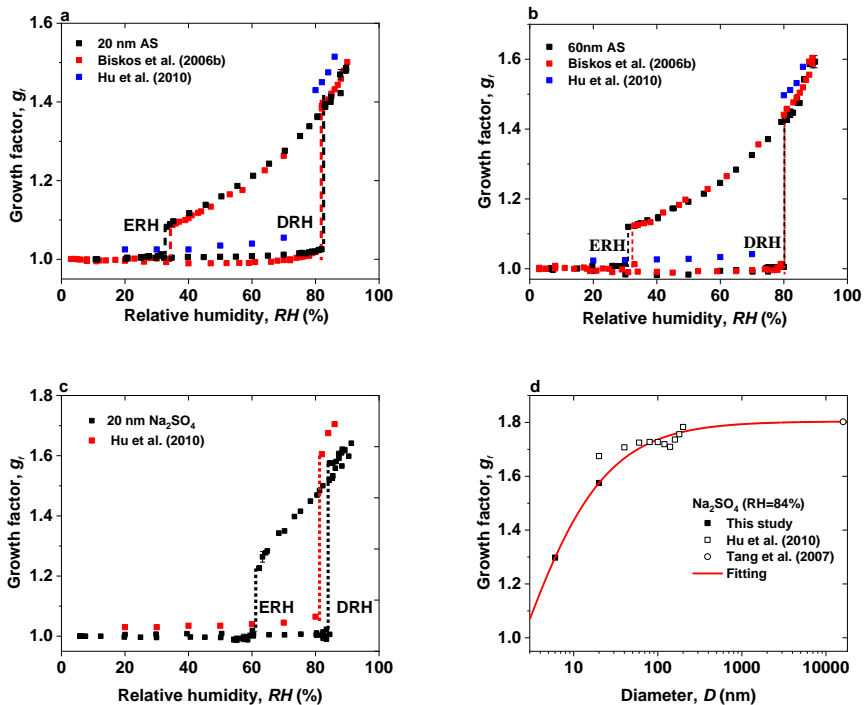 a
20 nm AS
Biskos et al. (2006b)
Hu et al. (2010)
ERH
DRH
1.6
1.4
1.2
1.0
0 20 40 60 80 100
Growth factor, gf
Relative humidity, RH (%)
b
60nm AS
Biskos et al. (2006b)
Hu et al. (2010)
ERH
DRH
1.6
1.4
1.2
1.0
0 20 40 60 80 100
Growth factor, gf
Relative humidity, RH (%)
c
20 nm Na2SO4
Hu et al. (2010)
ERH
DRH
1.8
1.6
1.4
1.2
1.0
0 20 40 60 80 100
Growth factor, gf
Relative humidity, RH (%)
d
Na2SO4 (RH=84%)
This study
Hu et al. (2010)
Tang et al. (2007)
Fitting
2.0
1.8
1.6
1.4
1.2
1.0
10 100 1000 10000
Growth factor, gf
Diameter, D (nm)